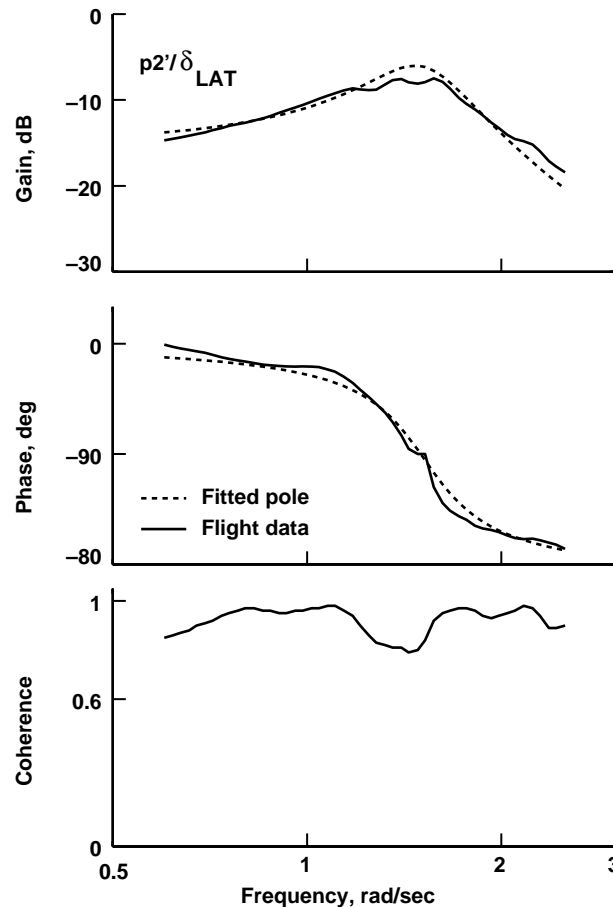 0
p2'/δLAT
−10
Gain, dB
−20
−30
0
Phase, deg
−90
Fitted pole
Flight data
−80
1
Coherence
0.6
0
0.5
1
2
3
Frequency, rad/sec